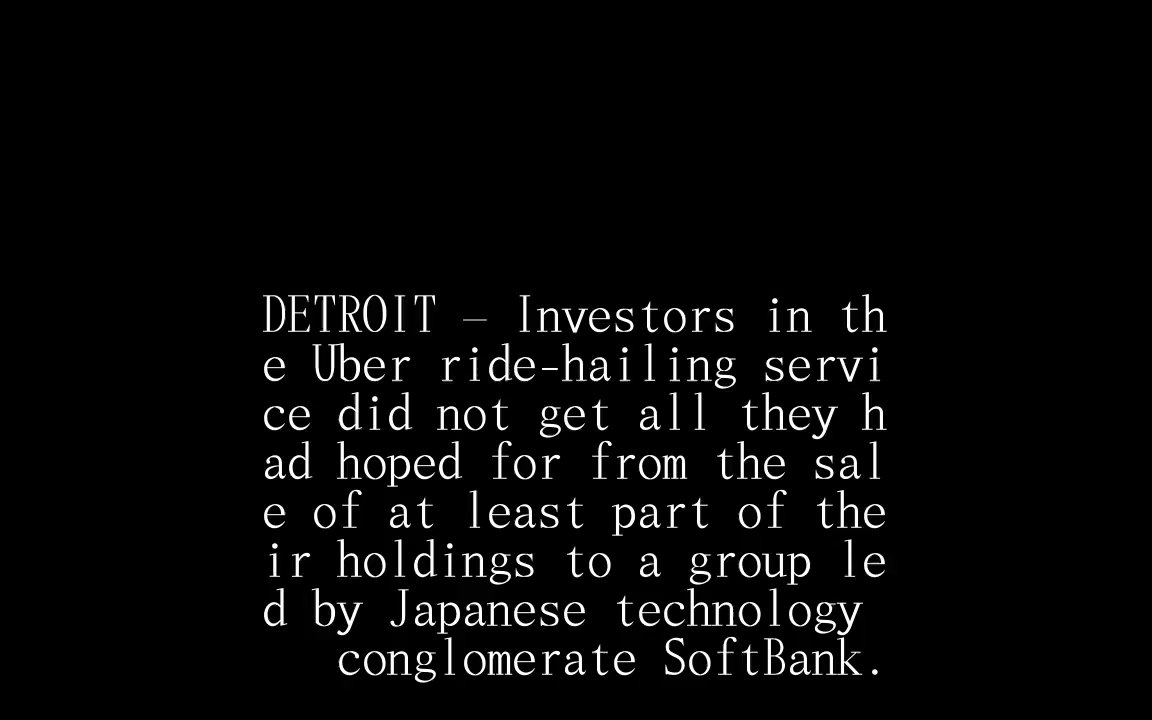 DETROIT – Investors in th
e Uber ride-hailing servi
ce did not get all they h
ad hoped for from the sal
e of at least part of the
ir holdings to a group le
d by Japanese technology
conglomerate SoftBank.